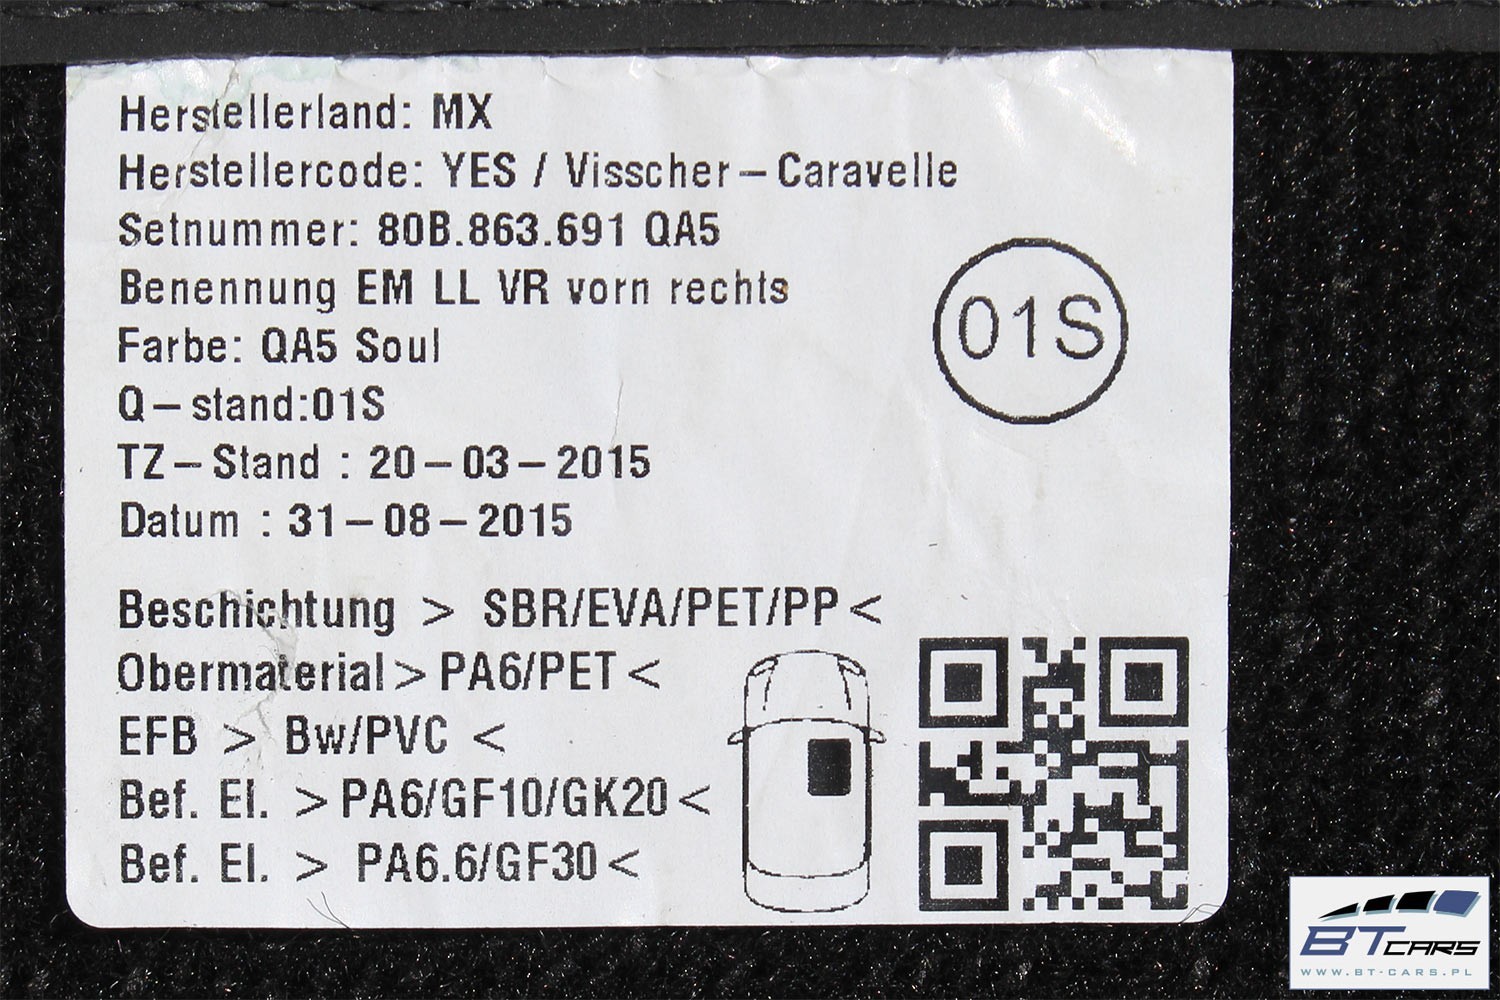 Herstellerland: MX
Herstellercode: YES / Visscher-Caravelle
Setnummer: 80B.863.691 QA5
Benennung EM LL VR vorn rechts
Farbe: QA5 Soul
Q-stand:01S
TZ-Stand : 20-03-2015
Datum : 31-08-2015
01S
Beschichtung > SBR/EVA/PET/PP<
Obermaterial> PA6/PET <
EFB > Bw/PVC <
Bef. El. >PA6/GF10/GK20<
Bef. El. > PA6.6/GF30<
BT CARS
WWW.BT-CARS.PL